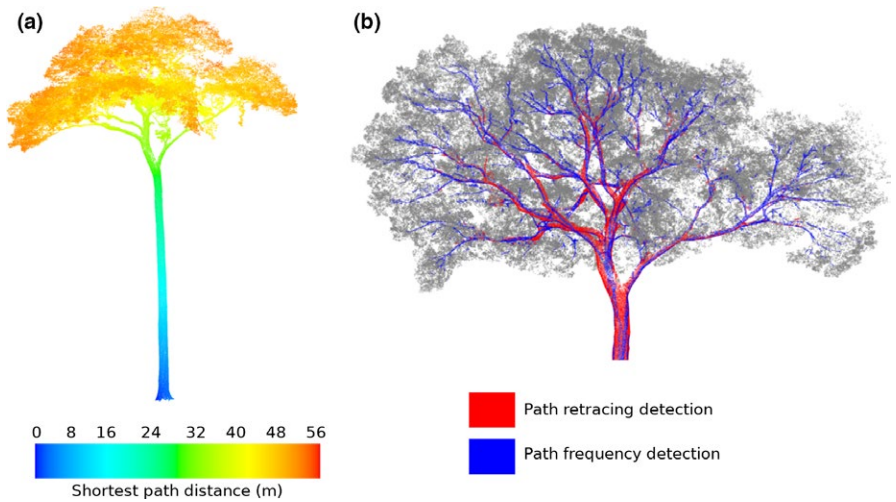 (a)
(b)
0 8 16 24 32 40 48 56
Shortest path distance (m)
Path retracing detection
Path frequency detection